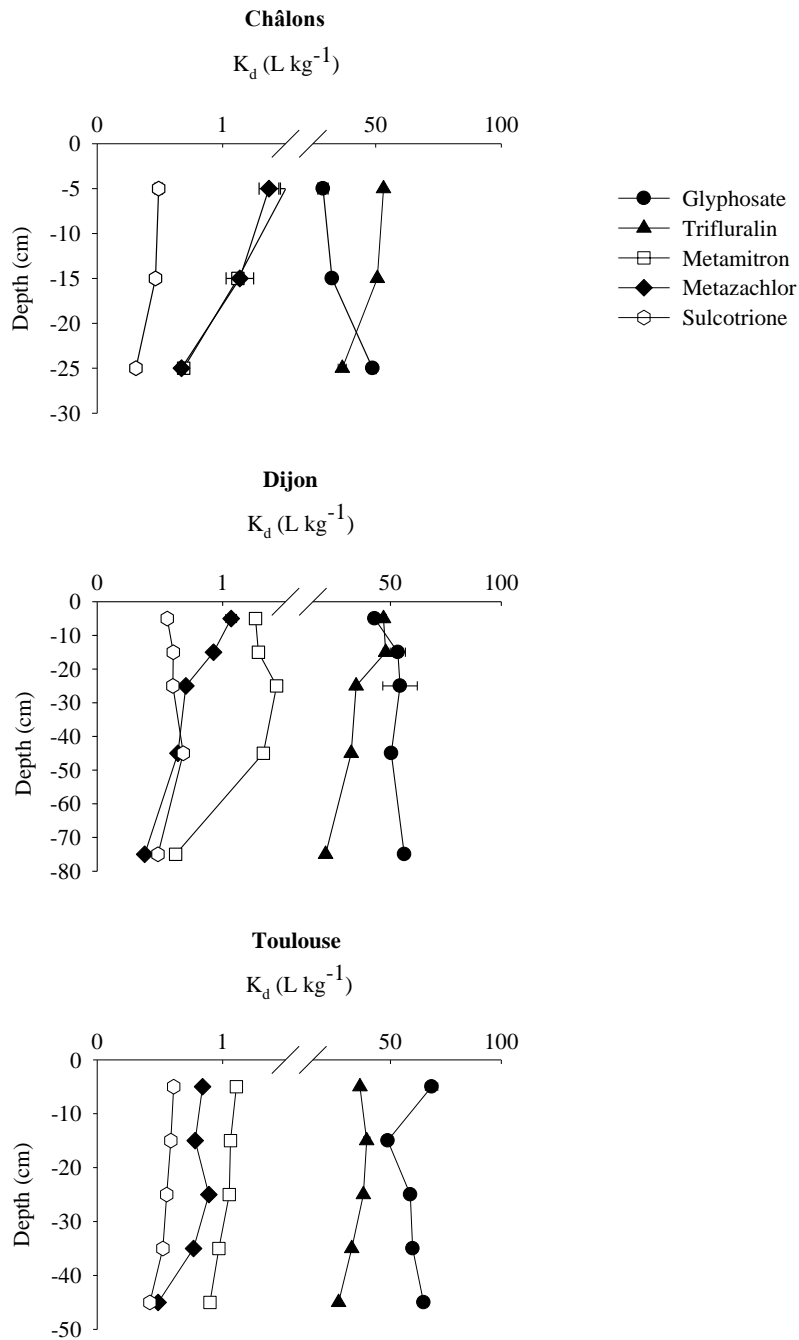 Châlons
K_d (L kg^-1)
0 1 50 100
0
-5
-10
-15
-20
-25
-30
Depth (cm)
Glyphosate
Trifluralin
Metamitron
Metazachlor
Sulcotrione
Dijon
K_d (L kg^-1)
0 1 50 100
0
-10
-20
-30
-40
-50
-60
-70
-80
Depth (cm)
Toulouse
K_d (L kg^-1)
0 1 50 100
0
-10
-20
-30
-40
-50
Depth (cm)